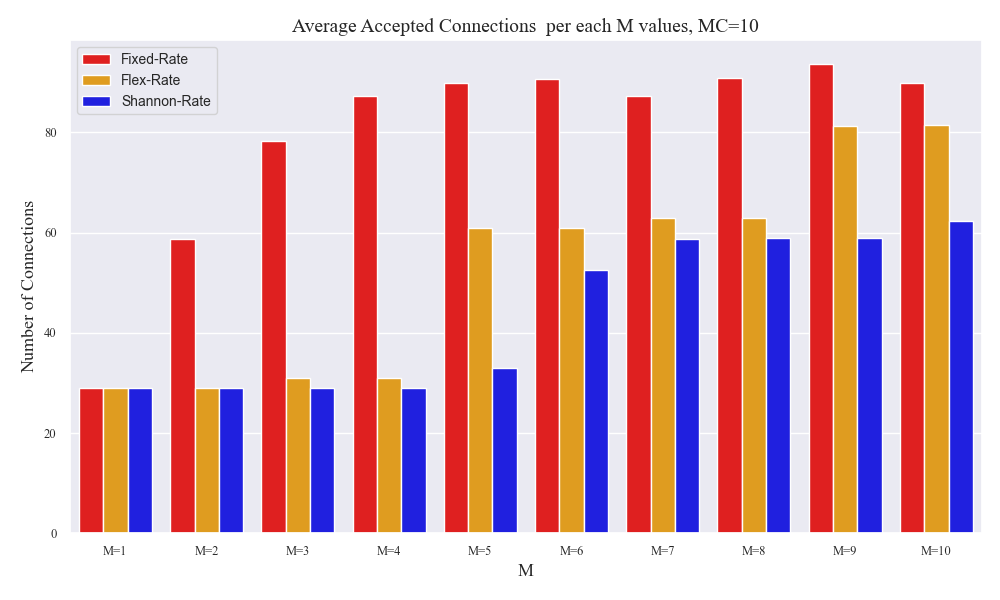 Average Accepted Connections  per each M values, MC=10
Fixed-Rate
Flex-Rate
Shannon-Rate
Number of Connections
80
60
40
20
0
M=1 M=2 M=3 M=4 M=5 M=6 M=7 M=8 M=9 M=10
M